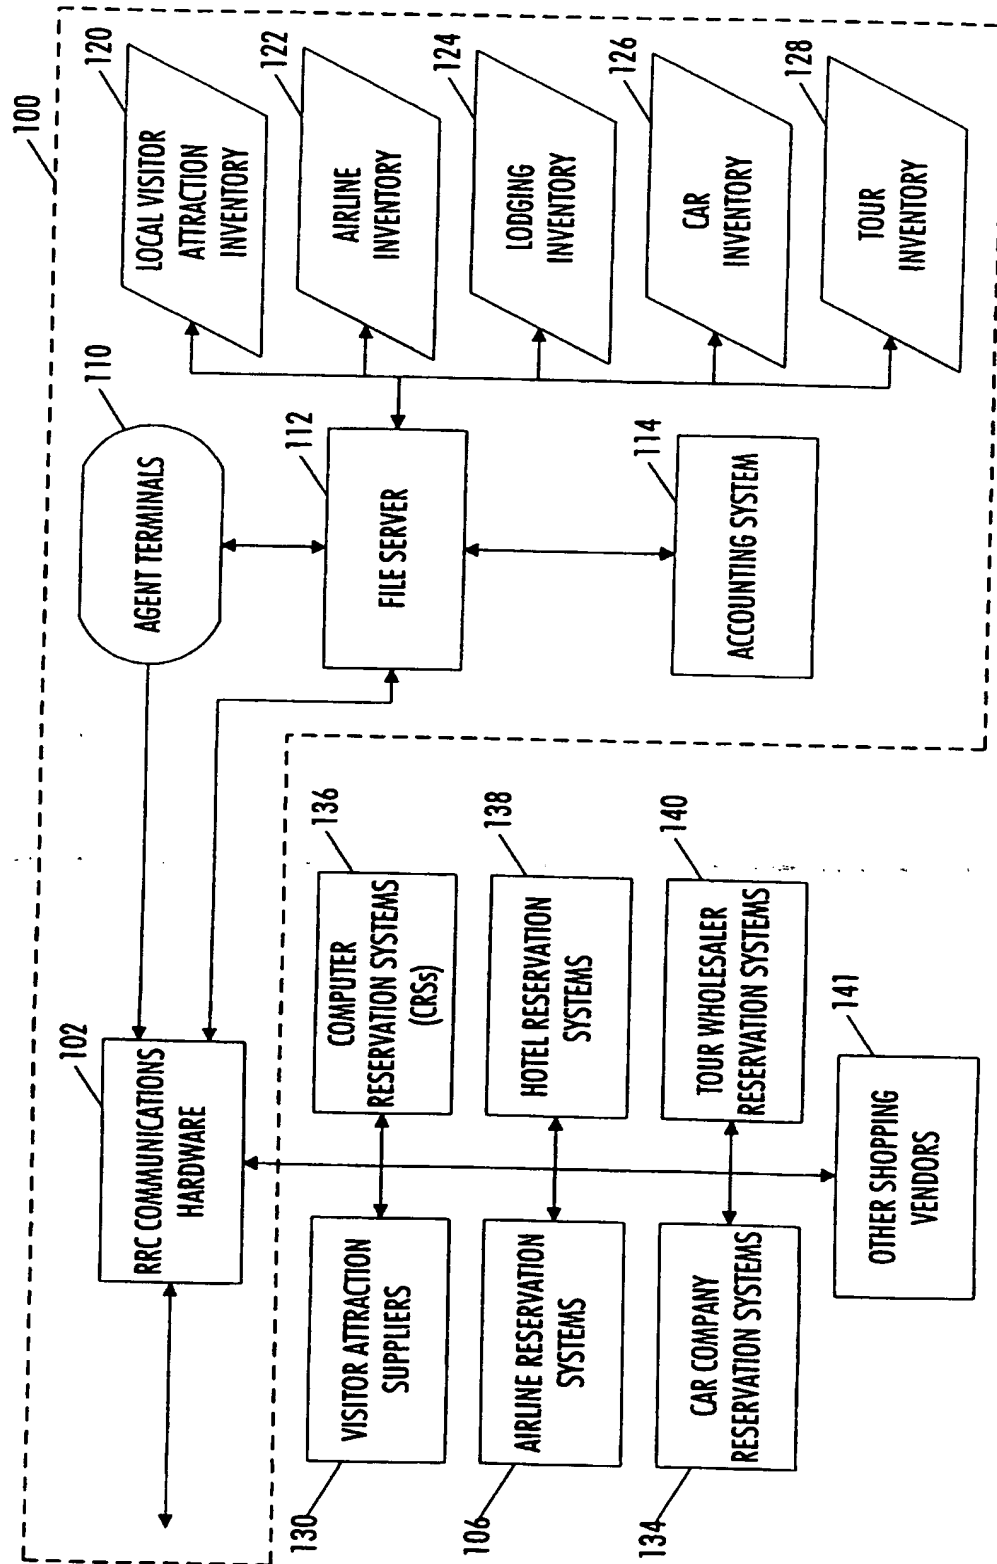 100
102
RRC COMMUNICATIONS
HARDWARE
110
AGENT TERMINALS
120
LOCAL VISITOR
ATTRACTION
INVENTORY
112
FILE SERVER
122
AIRLINE
INVENTORY
124
LODGING
INVENTORY
114
ACCOUNTING SYSTEM
126
CAR
INVENTORY
128
TOUR
INVENTORY
130
VISITOR ATTRACTION
SUPPLIERS
136
COMPUTER
RESERVATION SYSTEMS
(CRSs)
106
AIRLINE RESERVATION
SYSTEMS
138
HOTEL RESERVATION
SYSTEMS
134
CAR COMPANY
RESERVATION SYSTEMS
140
TOUR WHOLESALER
RESERVATION SYSTEMS
141
OTHER SHOPPING
VENDORS